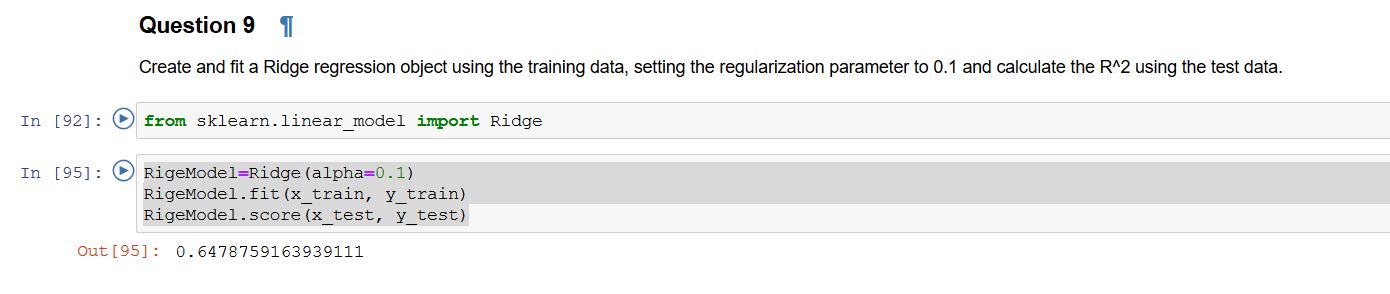 Question 9 ¶
Create and fit a Ridge regression object using the training data, setting the regularization parameter to 0.1 and calculate the R^2 using the test data.
In [92]: from sklearn.linear_model import Ridge
In [95]: RigeModel=Ridge(alpha=0.1)
RigeModel.fit(x_train, y_train)
RigeModel.score(x_test, y_test)
Out[95]: 0.6478759163939111